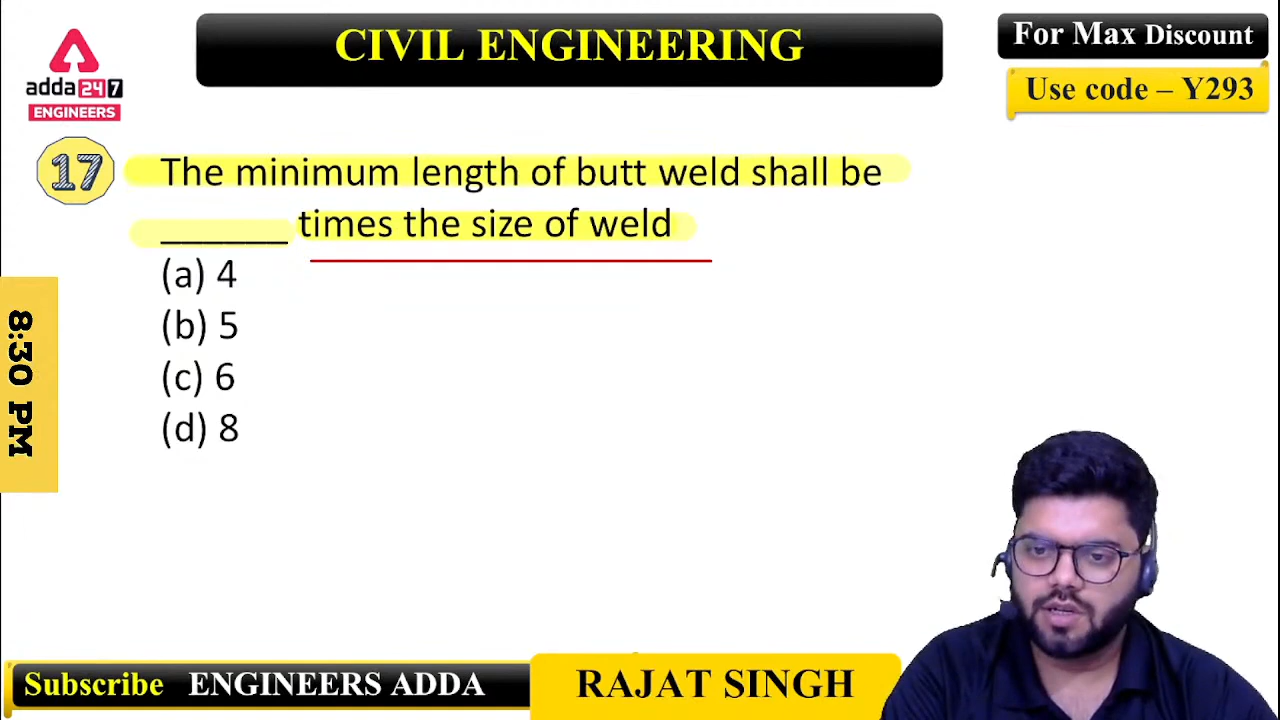 CIVIL ENGINEERING
For Max Discount
Use code – Y293
adda 247
ENGINEERS
17
The minimum length of butt weld shall be
______ times the size of weld
(a) 4
(b) 5
(c) 6
(d) 8
8:30 PM
Subscribe ENGINEERS ADDA
RAJAT SINGH